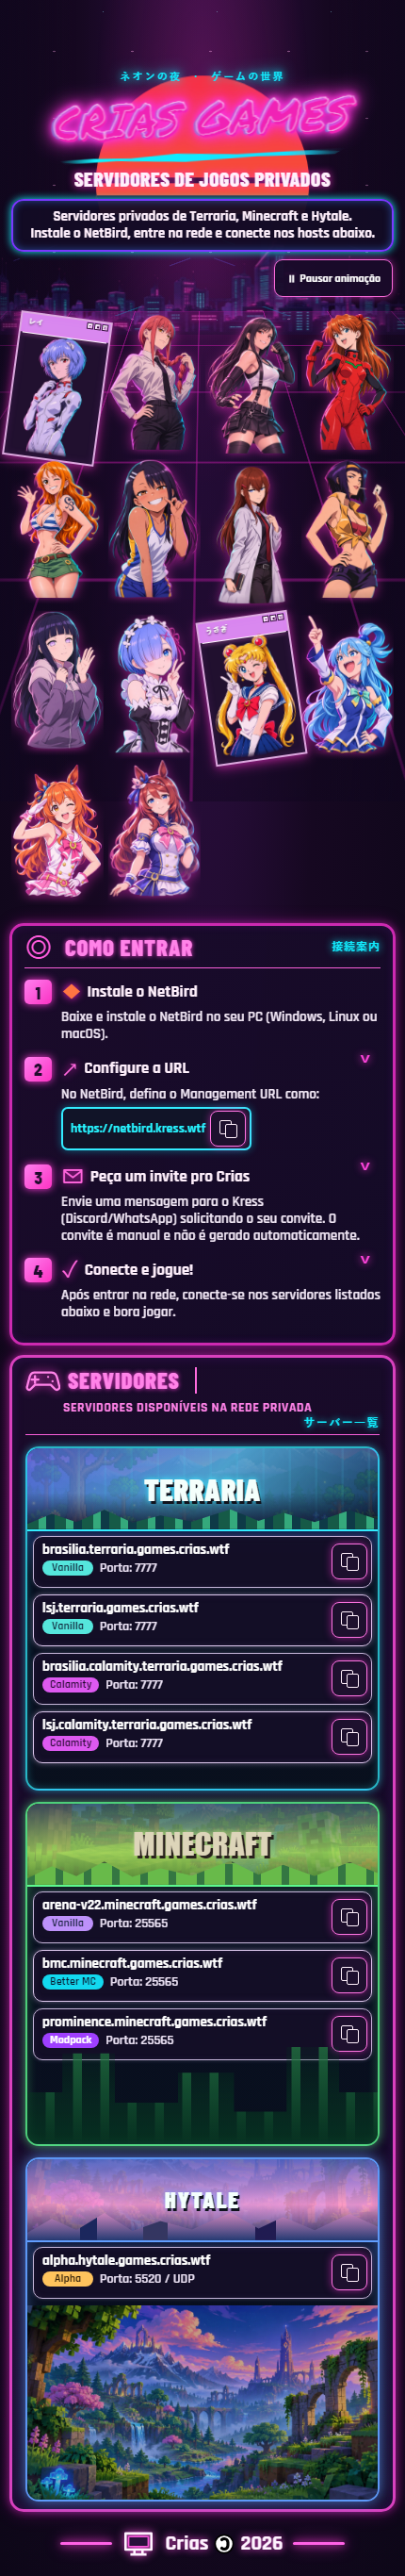 ネオンの夜 · ゲームの世界
CRIAS GAMES
SERVIDORES DE JOGOS PRIVADOS
Servidores privados de Terraria, Minecraft e Hytale.
Instale o NetBird, entre na rede e conecte nos hosts abaixo.
Pausar animação
レイ
うさぎ
COMO ENTRAR
接続案内
1
Instale o NetBird
Baixe e instale o NetBird no seu PC (Windows, Linux ou
macOS).
2
Configure a URL
No NetBird, defina o Management URL como:
https://netbird.kress.wtf
3
Peça um invite pro Crias
Envie uma mensagem para o Kress
(Discord/WhatsApp) solicitando o seu convite. O
convite é manual e não é gerado automaticamente.
4
Conecte e jogue!
Após entrar na rede, conecte-se nos servidores listados
abaixo e bora jogar.
SERVIDORES
SERVIDORES DISPONÍVEIS NA REDE PRIVADA
サーバー一覧
TERRARIA
brasilia.terraria.games.crias.wtf
Vanilla Porta: 7777
lsj.terraria.games.crias.wtf
Vanilla Porta: 7777
brasilia.calamity.terraria.games.crias.wtf
Calamity Porta: 7777
lsj.calamity.terraria.games.crias.wtf
Calamity Porta: 7777
MINECRAFT
arena-v22.minecraft.games.crias.wtf
Vanilla Porta: 25565
bmc.minecraft.games.crias.wtf
Better MC Porta: 25565
prominence.minecraft.games.crias.wtf
Modpack Porta: 25565
HYTALE
alpha.hytale.games.crias.wtf
Alpha Porta: 5520 / UDP
Crias 2026